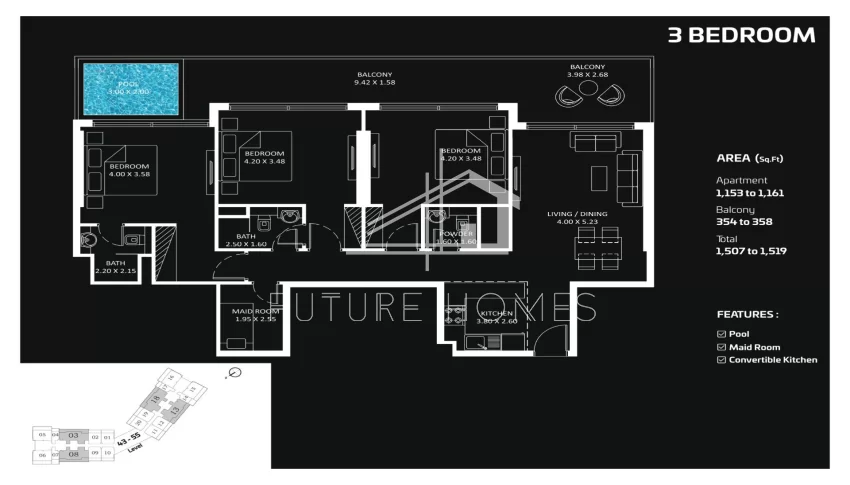 3 BEDROOM
BALCONY
9.42 X 1.58
BALCONY
3.98 X 2.68
POOL
3.00 X 2.00
BEDROOM
4.00 X 3.58
BEDROOM
4.20 X 3.48
BEDROOM
4.20 X 3.48
LIVING / DINING
4.00 X 5.23
BATH
2.50 X 1.60
POWDER
1.60 X 1.60
BATH
2.20 X 2.15
MAID ROOM
1.95 X 2.55
KITCHEN
3.80 X 2.60
FUTURE HOMES
AREA (Sq.Ft)
Apartment
1,153 to 1,161
Balcony
354 to 358
Total
1,507 to 1,519
FEATURES :
Pool
Maid Room
Convertible Kitchen
16
17
15
18
14
19
13
20
12
11
05 04 03 02 01
06 07 08 09 10
43 - 55
Level